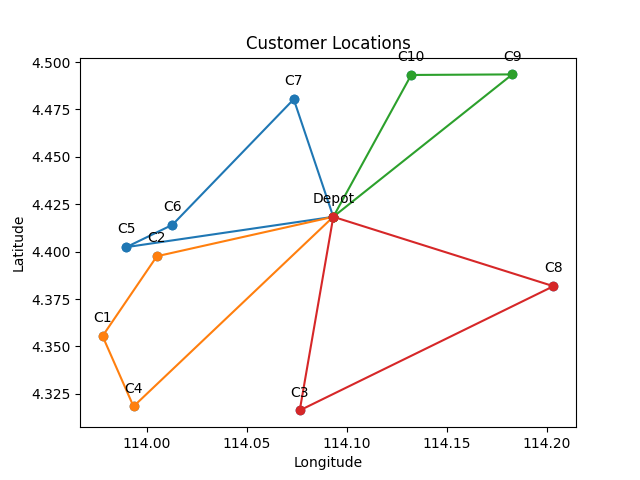 Customer Locations
C10
C9
C7
Depot
C6
C5
C2
C8
C1
C4
C3
4.500
4.475
4.450
4.425
4.400
4.375
4.350
4.325
Latitude
114.00
114.05
114.10
114.15
114.20
Longitude